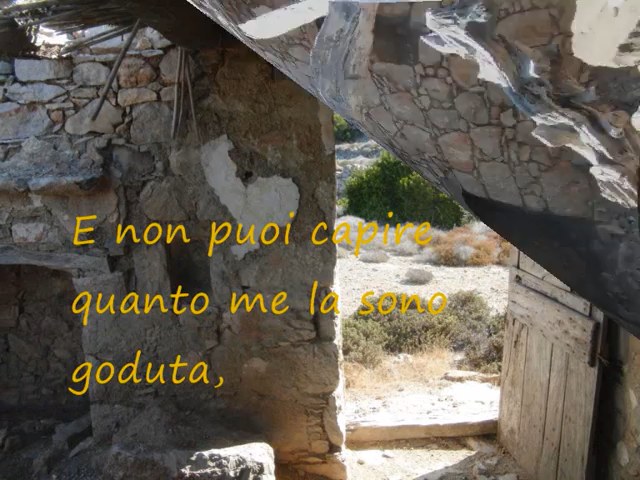 E non puoi capire
quanto me la sono
goduta,